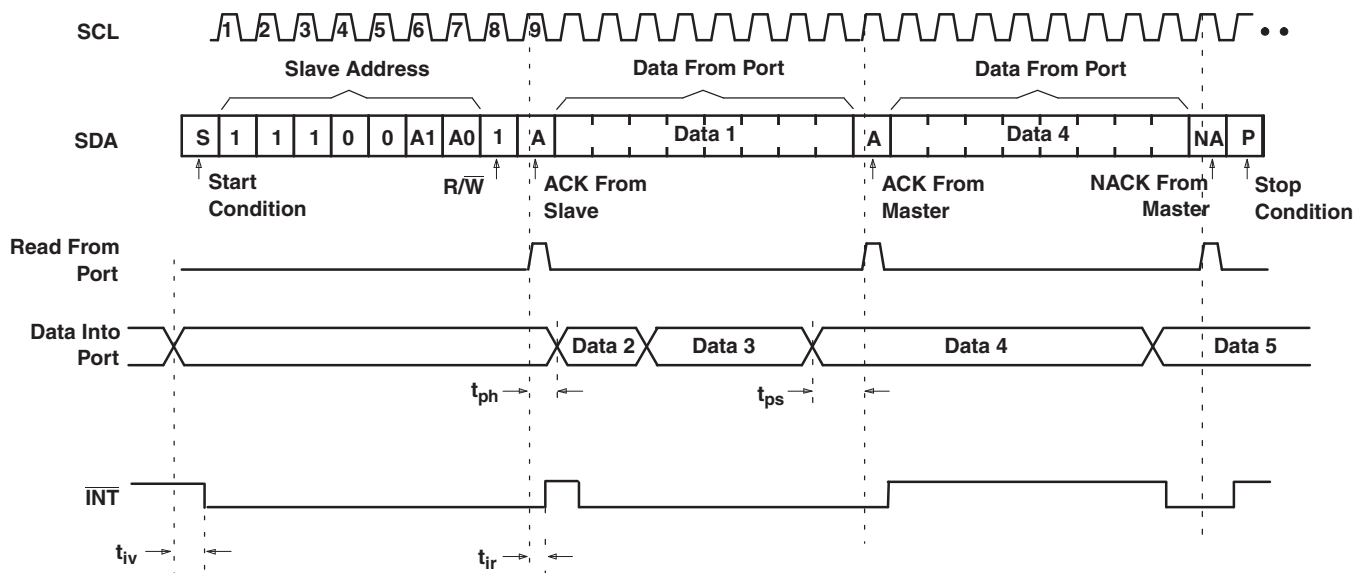 SCL
1 2 3 4 5 6 7 8 9
Slave Address
Data From Port
Data From Port
SDA
S 1 1 1 0 0 A1 A0 1 A Data 1 A Data 4 NA P
Start
Condition
R/W̅
ACK From
Slave
ACK From
Master
NACK From
Master
Stop
Condition
Read From
Port
Data Into
Port
Data 2 Data 3 Data 4 Data 5
tph
tps
I̅N̅T̅
tiv
tir